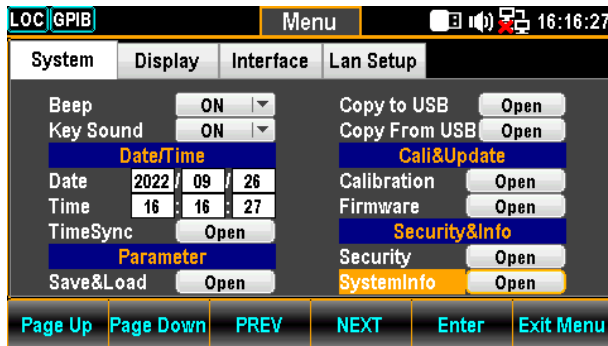 LOC GPIB Menu 16:16:27
System Display Interface Lan Setup
Beep ON
Key Sound ON
Date/Time
Date 2022 / 09 / 26
Time 16 : 16 : 27
TimeSync Open
Parameter
Save&Load Open
Copy to USB Open
Copy From USB Open
Cali&Update
Calibration Open
Firmware Open
Security&Info
Security Open
SystemInfo Open
Page Up Page Down PREV NEXT Enter Exit Menu